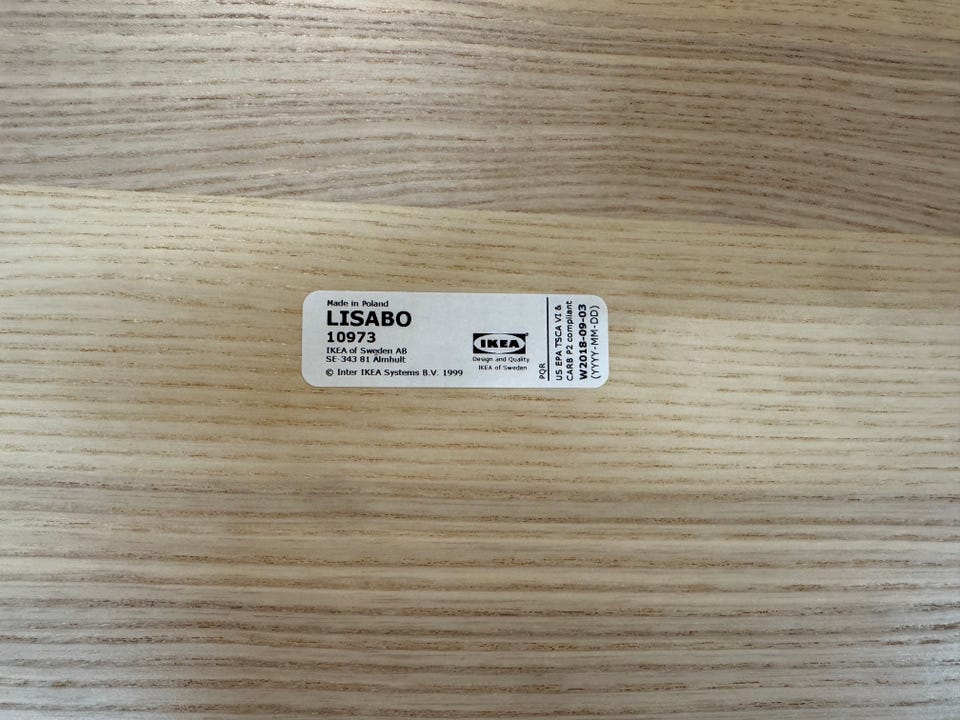 Made in Poland
LISABO
10973
IKEA of Sweden AB
SE-343 81 Älmhult
© Inter IKEA Systems B.V. 1999
IKEA
Design and Quality
IKEA of Sweden
PQR
US EPA TSCA VI &
CARB P2 compliant
W2018-09-03
(YYYY-MM-DD)